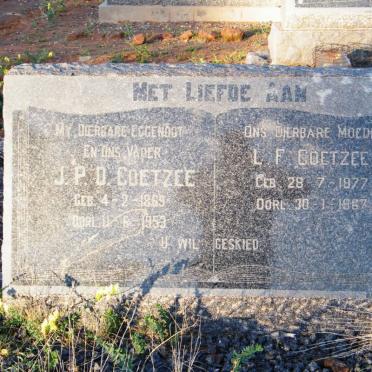 MET LIEFDE AAN
MY DIERBARE EGGENOOT
EN ONS VADER
J. P. D. COETZEE
GEB. 4-2-1869
OORL. 11-6-1953
ONS DIERBARE MOEDE
L. F. COETZEE
GEB. 28-7-1877
OORL. 30-1-1967
U WIL GESKIED